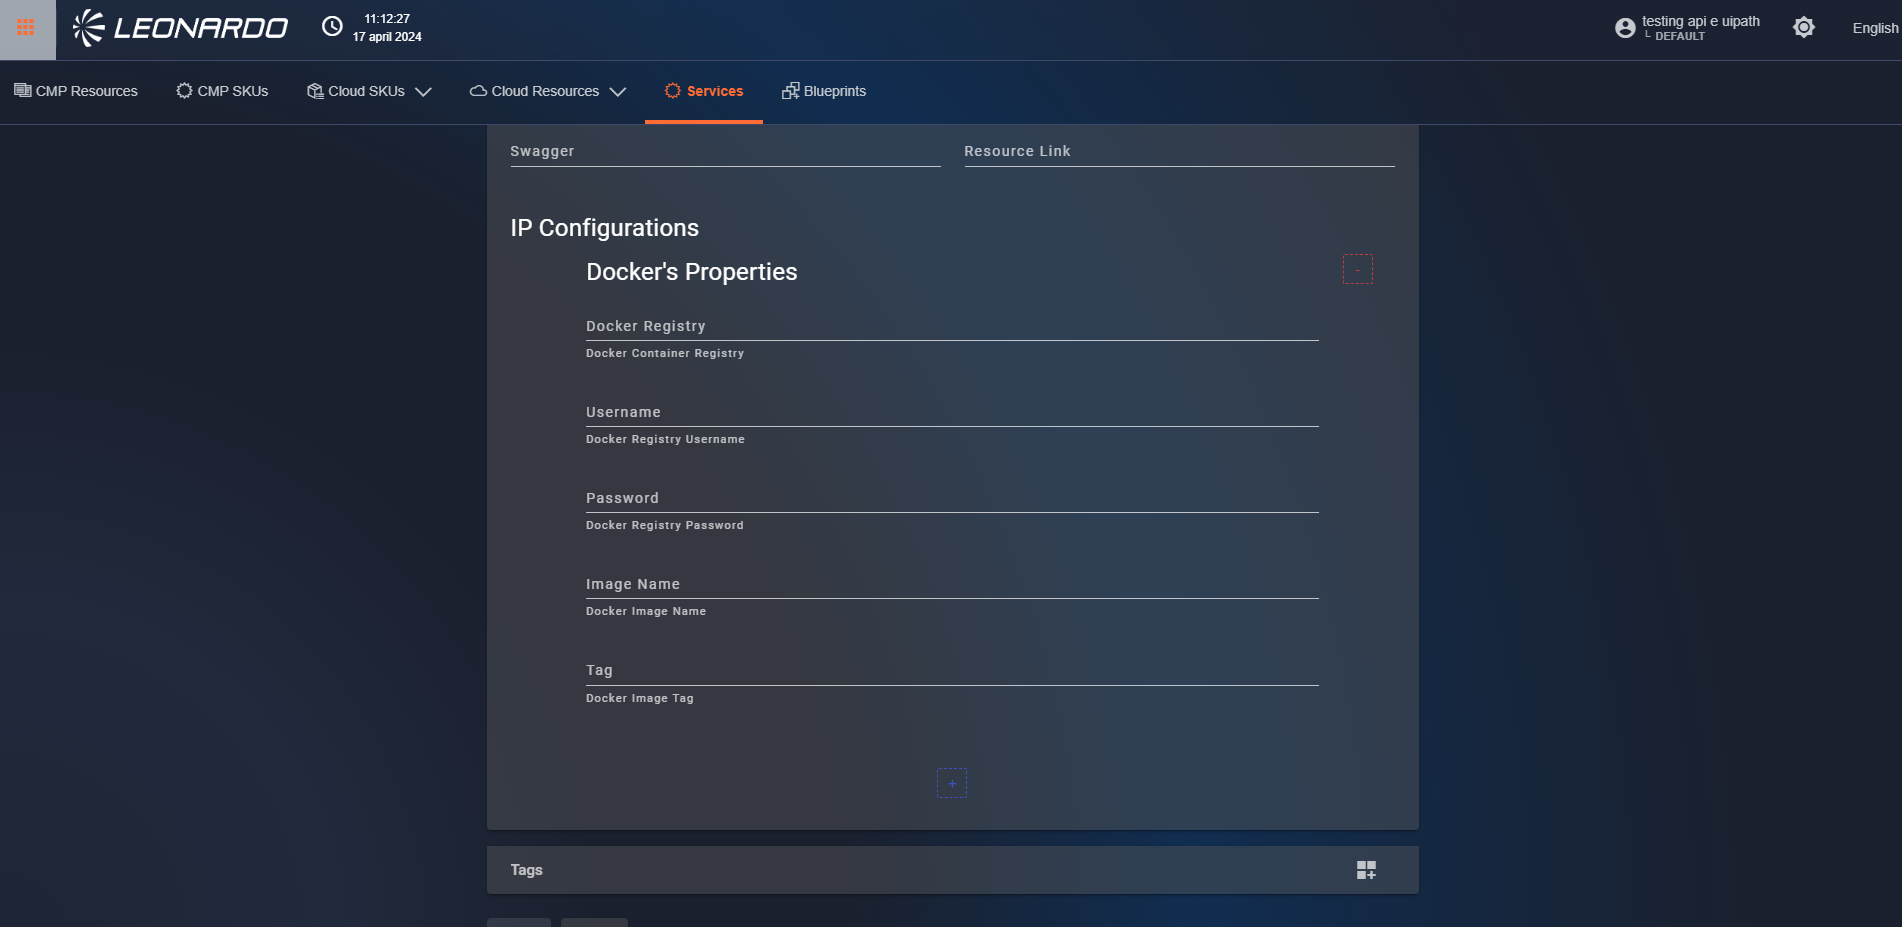 LEONARDO
11:12:27
17 april 2024
testing api e uipath
└ DEFAULT
English
CMP Resources
CMP SKUs
Cloud SKUs
Cloud Resources
Services
Blueprints
Swagger
Resource Link
IP Configurations
Docker's Properties
-
Docker Registry
Docker Container Registry
Username
Docker Registry Username
Password
Docker Registry Password
Image Name
Docker Image Name
Tag
Docker Image Tag
+
Tags